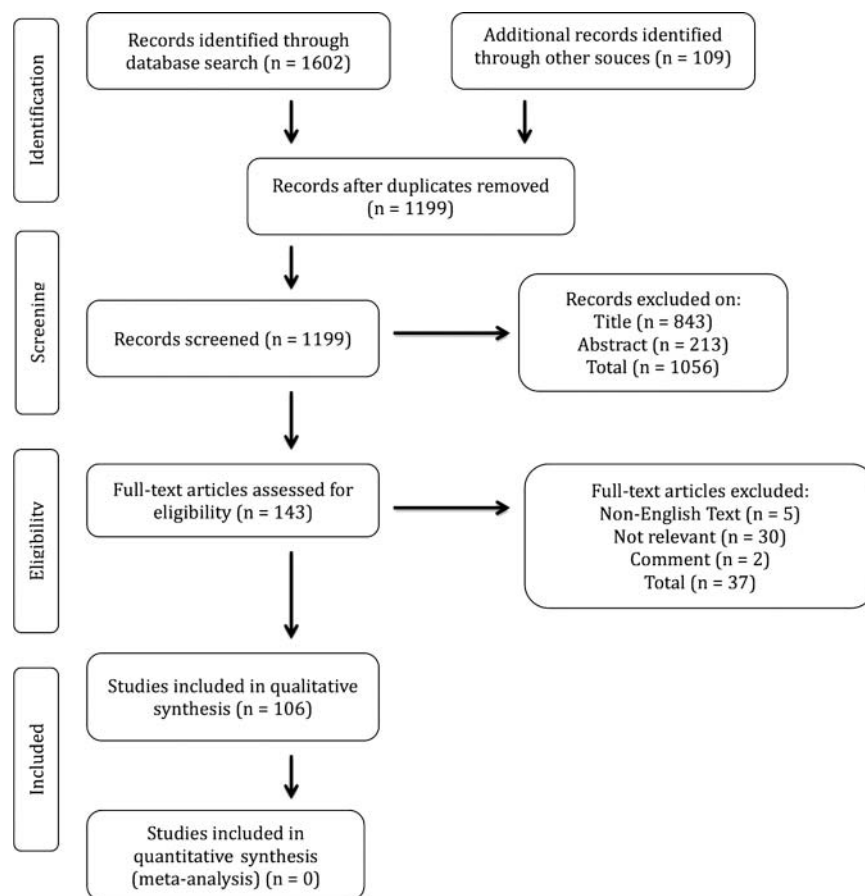 Identification
Records identified through
database search (n = 1602)
Additional records identified
through other souces (n = 109)
Records after duplicates removed
(n = 1199)
Screening
Records screened (n = 1199)
Records excluded on:
Title (n = 843)
Abstract (n = 213)
Total (n = 1056)
Eligibility
Full-text articles assessed for
eligibility (n = 143)
Full-text articles excluded:
Non-English Text (n = 5)
Not relevant (n = 30)
Comment (n = 2)
Total (n = 37)
Included
Studies included in qualitative
synthesis (n = 106)
Studies included in
quantitative synthesis
(meta-analysis) (n = 0)